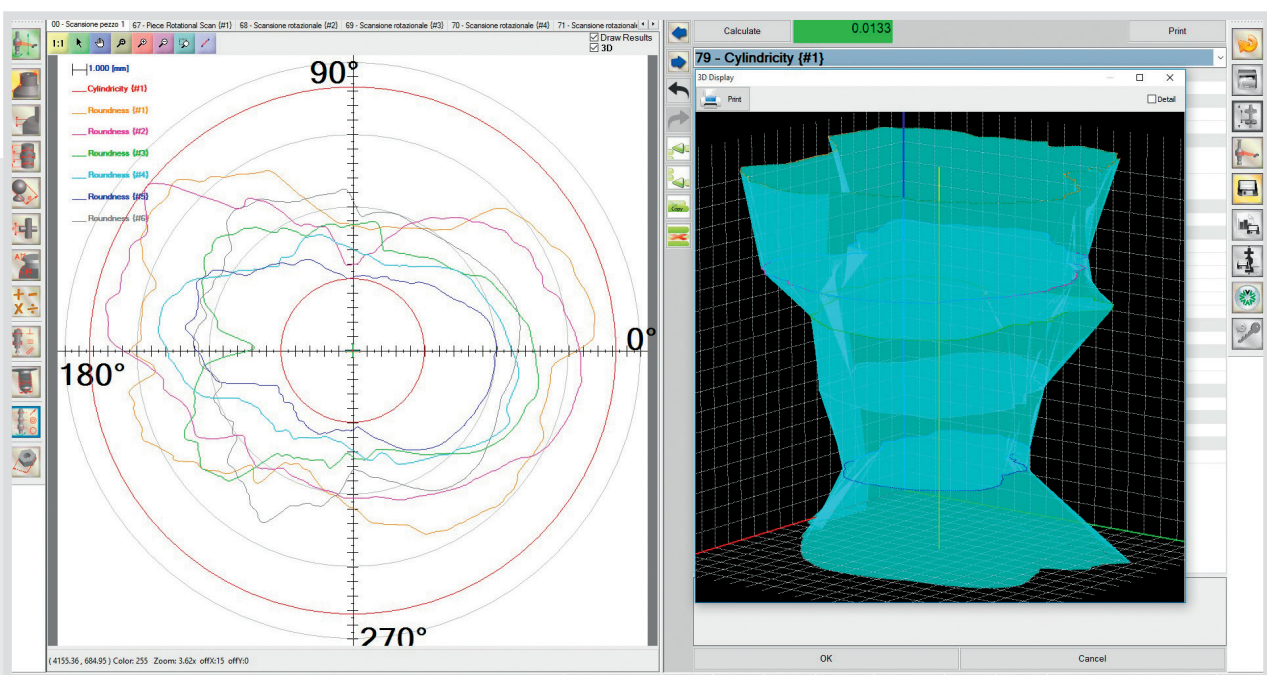 00 - Scansione pezzo 1 67 - Piece Rotational Scan {#1} 68 - Scansione rotazionale {#2} 69 - Scansione rotazionale {#3} 70 - Scansione rotazionale {#4} 71 - Scansione rotazionale
1:1
Draw Results
3D
1.000 [mm]
Cylindricity {#1}
Roundness {#1}
Roundness {#2}
Roundness {#3}
Roundness {#4}
Roundness {#5}
Roundness {#6}
90°
0°
180°
270°
( 4155.36 , 684.95 ) Color: 255 Zoom: 3.62x offX:15 offY:0
Calculate 0.0133 Print
79 - Cylindricity {#1}
3D Display
Print
Detail
Copy
OK Cancel